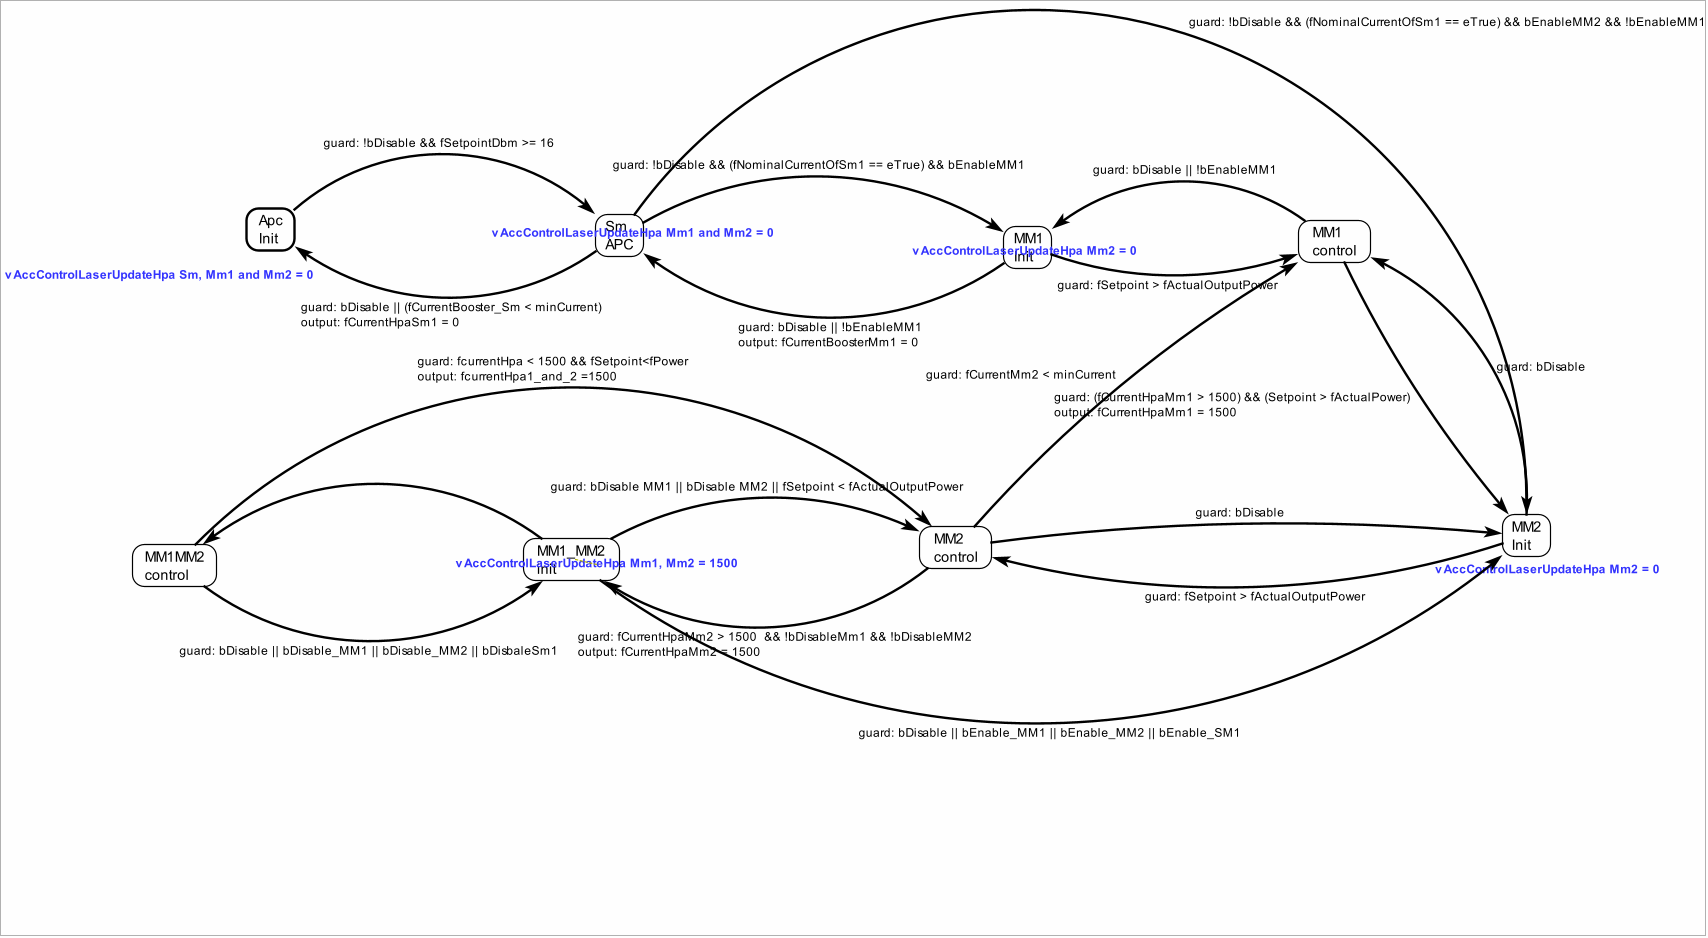 guard: !bDisable && (fNominalCurrentOfSm1 == eTrue) && bEnableMM2 && !bEnableMM1
guard: !bDisable && fSetpointDbm >= 16
guard: !bDisable && (fNominalCurrentOfSm1 == eTrue) && bEnableMM1
guard: bDisable || !bEnableMM1
Apc
Init
Sm
APC
vAccControlLaserUpdateHpa Mm1 and Mm2 = 0
MM1
Init
vAccControlLaserUpdateHpa Mm2 = 0
MM1
control
vAccControlLaserUpdateHpa Sm, Mm1 and Mm2 = 0
guard: fSetpoint > fActualOutputPower
guard: bDisable || (fCurrentBooster_Sm < minCurrent)
output: fCurrentHpaSm1 = 0
guard: bDisable || !bEnableMM1
output: fCurrentBoosterMm1 = 0
guard: fcurrentHpa < 1500 && fSetpoint<fPower
output: fcurrentHpa1_and_2 =1500
guard: fCurrentMm2 < minCurrent
guard: bDisable
guard: (fCurrentHpaMm1 > 1500) && (Setpoint > fActualPower)
output: fCurrentHpaMm1 = 1500
guard: bDisable MM1 || bDisable MM2 || fSetpoint < fActualOutputPower
guard: bDisable
MM1MM2
control
MM1_MM2
Init
vAccControlLaserUpdateHpa Mm1, Mm2 = 1500
MM2
control
MM2
Init
vAccControlLaserUpdateHpa Mm2 = 0
guard: fSetpoint > fActualOutputPower
guard: bDisable || bDisable_MM1 || bDisable_MM2 || bDisbaleSm1
guard: fCurrentHpaMm2 > 1500  && !bDisableMm1 && !bDisableMM2
output: fCurrentHpaMm2 = 1500
guard: bDisable || bEnable_MM1 || bEnable_MM2 || bEnable_SM1